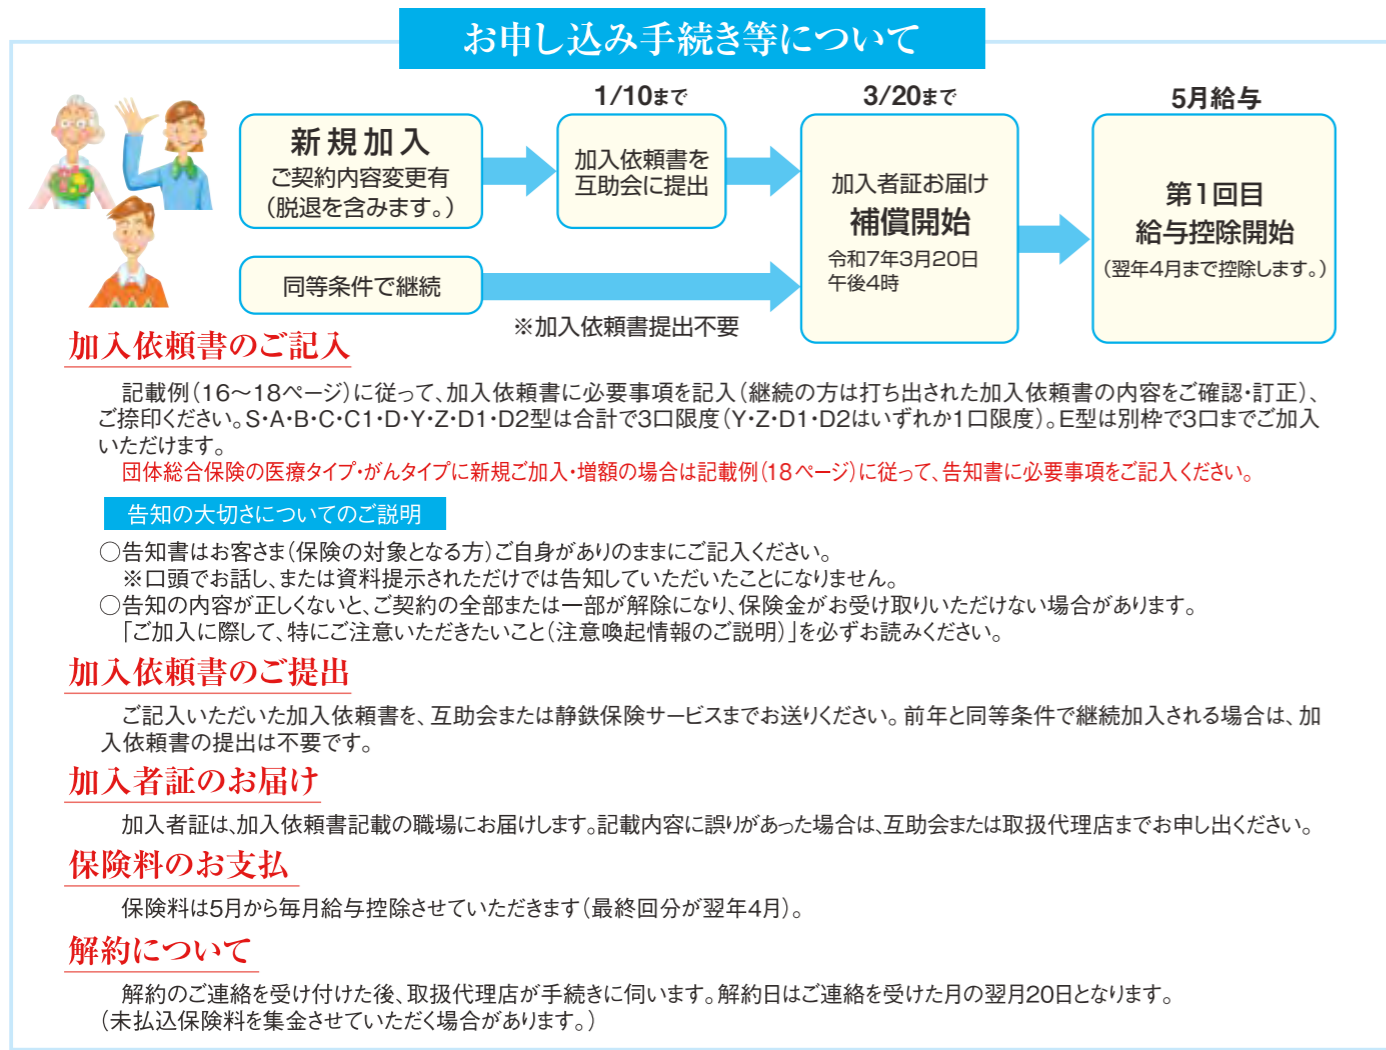 お申し込み手続き等について
新規加入
ご契約内容変更有
（脱退を含みます。）
1/10まで
加入依頼書を
互助会に提出
3/20まで
加入者証お届け
補償開始
令和7年3月20日
午後4時
5月給与
第1回目
給与控除開始
（翌年4月まで控除します。）
同等条件で継続
※加入依頼書提出不要
加入依頼書のご記入
記載例（16～18ページ）に従って、加入依頼書に必要事項を記入（継続の方は打ち出された加入依頼書の内容をご確認・訂正）、
ご捺印ください。S・A・B・C・C1・D・Y・Z・D1・D2型は合計で3口限度（Y・Z・D1・D2はいずれか1口限度）。E型は別枠で3口までご加入
いただけます。
団体総合保険の医療タイプ・がんタイプに新規ご加入・増額の場合は記載例（18ページ）に従って、告知書に必要事項をご記入ください。
告知の大切さについてのご説明
○告知書はお客さま（保険の対象となる方）ご自身がありのままにご記入ください。
※口頭でお話し、または資料提示されただけでは告知していただいたことになりません。
○告知の内容が正しくないと、ご契約の全部または一部が解除になり、保険金がお受け取りいただけない場合があります。
「ご加入に際して、特にご注意いただきたいこと（注意喚起情報のご説明）」を必ずお読みください。
加入依頼書のご提出
ご記入いただいた加入依頼書を、互助会または静鉄保険サービスまでお送りください。前年と同等条件で継続加入される場合は、加
入依頼書の提出は不要です。
加入者証のお届け
加入者証は、加入依頼書記載の職場にお届けします。記載内容に誤りがあった場合は、互助会または取扱代理店までお申し出ください。
保険料のお支払
保険料は5月から毎月給与控除させていただきます（最終回分が翌年4月）。
解約について
解約のご連絡を受け付けた後、取扱代理店が手続きに伺います。解約日はご連絡を受けた月の翌月20日となります。
（未払込保険料を集金させていただく場合があります。）